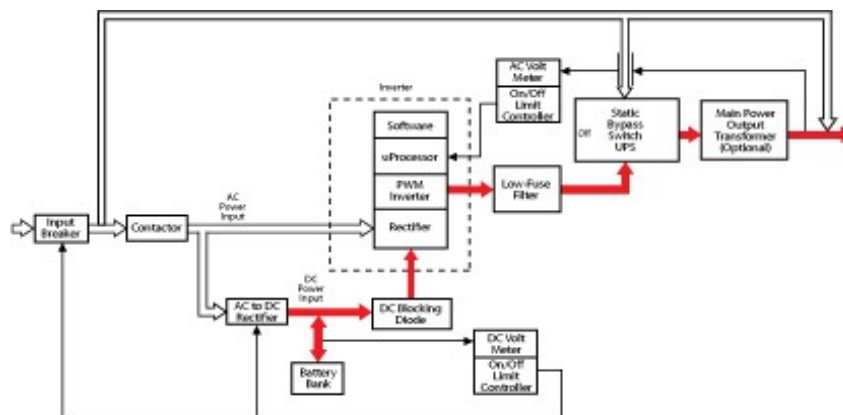 Inverter
Software
uProcessor
PWM
Inverter
Rectifier
AC Volt
Meter
On/Off
Limit
Controller
Off
Static
Bypass
Switch
UPS
Main Power
Output
Transformer
(Optional)
Low-Fuse
Filter
Input
Breaker
Contactor
AC
Power
Input
AC to DC
Rectifier
DC
Power
Input
DC Blocking
Diode
Battery
Bank
DC Volt
Meter
On/Off
Limit
Controller